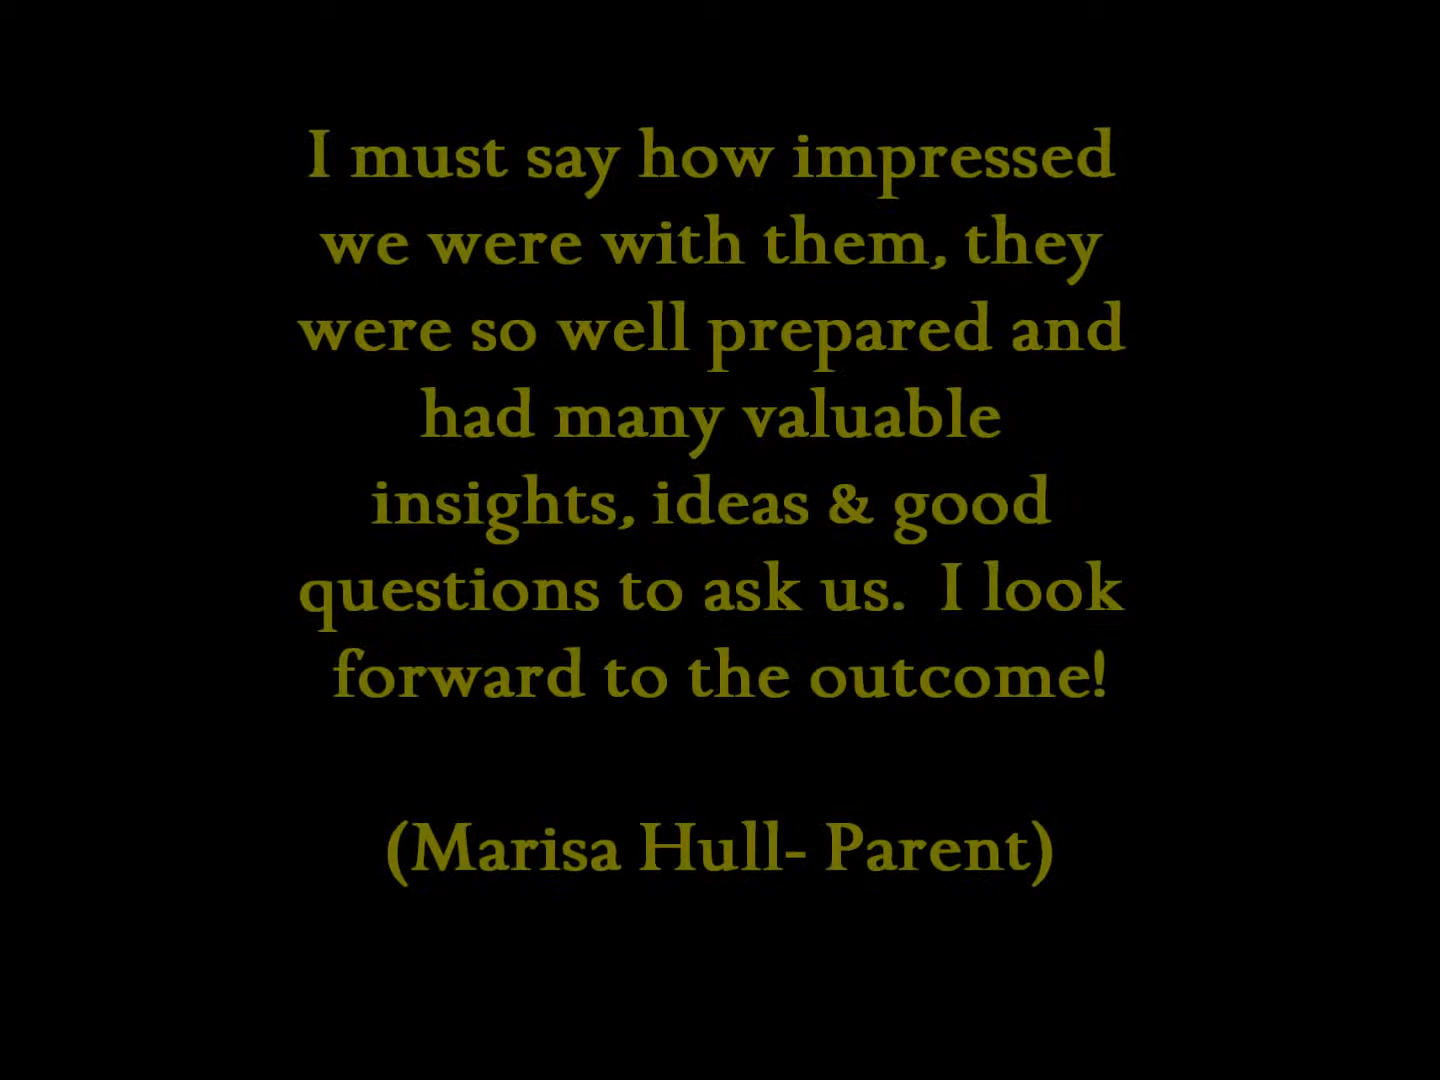 I must say how impressed
we were with them, they
were so well prepared and
had many valuable
insights, ideas & good
questions to ask us.  I look
forward to the outcome!
(Marisa Hull- Parent)